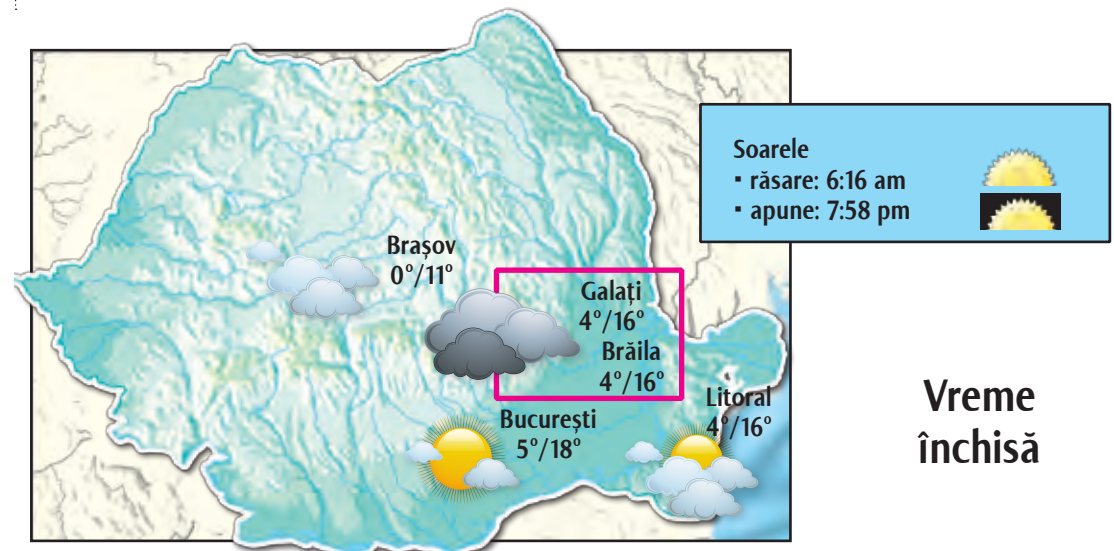 Soarele
▪ răsare: 6:16 am
▪ apune: 7:58 pm
Brașov
0°/11°
Galați
4°/16°
Brăila
4°/16°
București
5°/18°
Litoral
4°/16°
Vreme
închisă